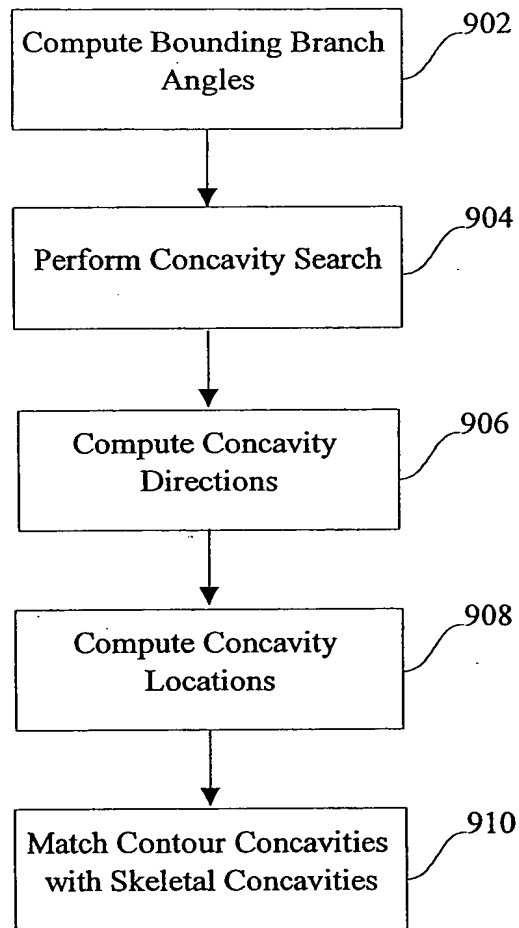 Compute Bounding Branch
Angles
902
Perform Concavity Search
904
Compute Concavity
Directions
906
Compute Concavity
Locations
908
Match Contour Concavities
with Skeletal Concavities
910